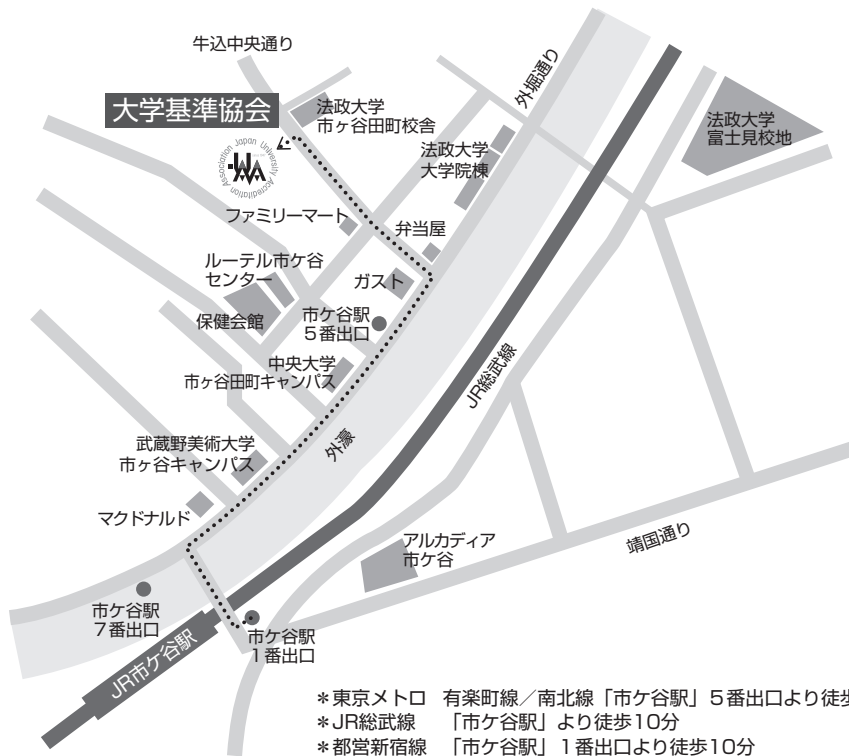 牛込中央通り
大学基準協会
法政大学
市ヶ谷田町校舎
外堀通り
法政大学
富士見校地
法政大学
大学院棟
Japan University Accreditation Association
ファミリーマート
弁当屋
ルーテル市ケ谷
センター
ガスト
保健会館
市ケ谷駅
5番出口
中央大学
市ヶ谷田町キャンパス
JR総武線
外濠
武蔵野美術大学
市ヶ谷キャンパス
マクドナルド
アルカディア
市ケ谷
靖国通り
市ケ谷駅
7番出口
市ケ谷駅
1番出口
JR市ケ谷駅
*東京メトロ 有楽町線/南北線「市ケ谷駅」5番出口より徒歩
*JR総武線 「市ケ谷駅」より徒歩10分
*都営新宿線 「市ケ谷駅」1番出口より徒歩10分